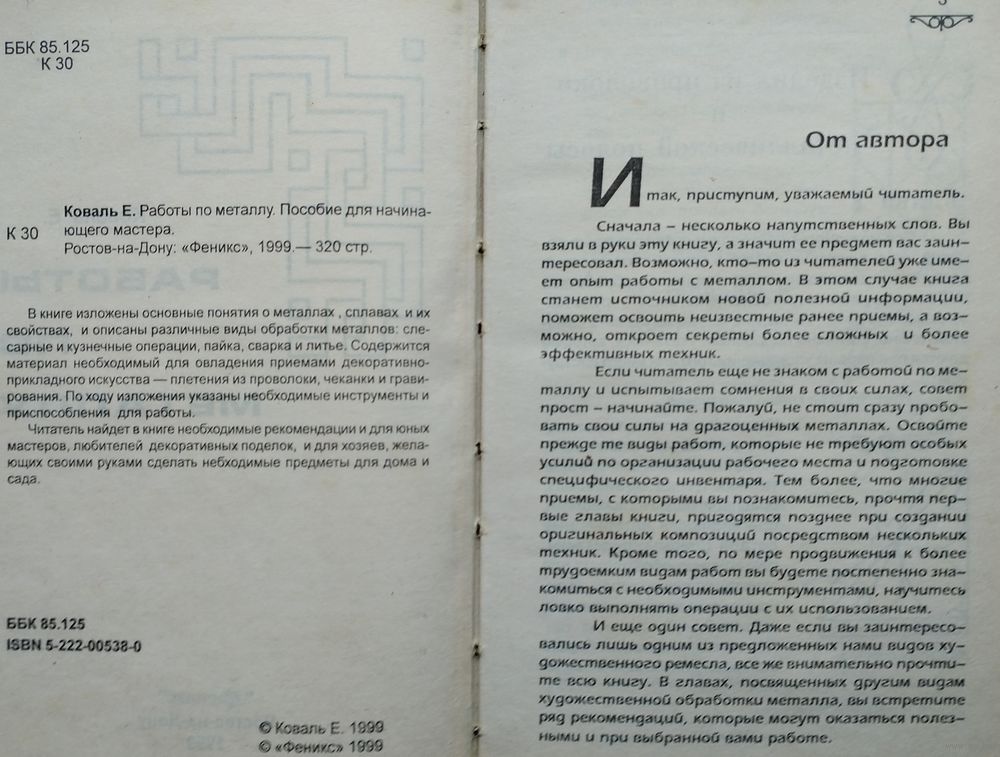 ББК 85.125
К 30
Коваль Е. Работы по металлу. Пособие для начина-
К 30 ющего мастера.
Ростов-на-Дону: «Феникс», 1999.— 320 стр.
В книге изложены основные понятия о металлах , сплавах и их
свойствах, и описаны различные виды обработки металлов: сле-
сарные и кузнечные операции, пайка, сварка и литье. Содержится
материал необходимый для овладения приемами декоративно-
прикладного искусства — плетения из проволоки, чеканки и грави-
рования. По ходу изложения указаны необходимые инструменты и
приспособления для работы.
Читатель найдет в книге необходимые рекомендации и для юных
мастеров, любителей декоративных поделок, и для хозяев, жела-
ющих своими руками сделать небходимые предметы для дома и
сада.
ББК 85.125
ISBN 5-222-00538-0
© Коваль Е. 1999
© «Феникс» 1999
От автора
Итак, приступим, уважаемый читатель.
Сначала – несколько напутственных слов. Вы
взяли в руки эту книгу, а значит ее предмет вас заин-
тересовал. Возможно, кто-то из читателей уже име-
ет опыт работы с металлом. В этом случае книга
станет источником новой полезной информации,
поможет освоить неизвестные ранее приемы, а воз-
можно, откроет секреты более сложных и более
эффективных техник.
Если читатель еще не знаком с работой по ме-
таллу и испытывает сомнения в своих силах, совет
прост – начинайте. Пожалуй, не стоит сразу пробо-
вать свои силы на драгоценных металлах. Освойте
прежде те виды работ, которые не требуют особых
усилий по организации рабочего места и подготовке
специфического инвентаря. Тем более, что многие
приемы, с которыми вы познакомитесь, прочтя пер-
вые главы книги, пригодятся позднее при создании
оригинальных композиций посредством нескольких
техник. Кроме того, по мере продвижения к более
трудоемким видам работ вы будете постепенно зна-
комиться с необходимыми инструментами, научитесь
ловко выполнять операции с их использованием.
И еще один совет. Даже если вы заинтересо-
вались лишь одним из предложенных нами видов ху-
дожественного ремесла, все же внимательно прочти-
те всю книгу. В главах, посвященных другим видам
художественной обработки металла, вы встретите
ряд рекомендаций, которые могут оказаться полез-
ными и при выбранной вами работе.